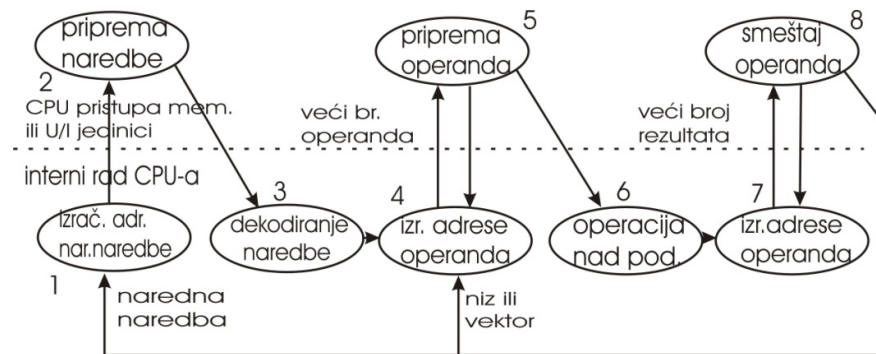 priprema
naredbe
2
CPU pristupa mem.
ili U/I jedinici
5
priprema
operanda
veći br.
operanda
8
smeštaj
operanda
veći broj
rezultata
interni rad CPU-a
Izrač. adr.
nar.naredbe
1
3
dekodiranje
naredbe
4
izr. adrese
operanda
6
operacija
nad pod.
7
izr.adrese
operanda
naredna
naredba
niz ili
vektor